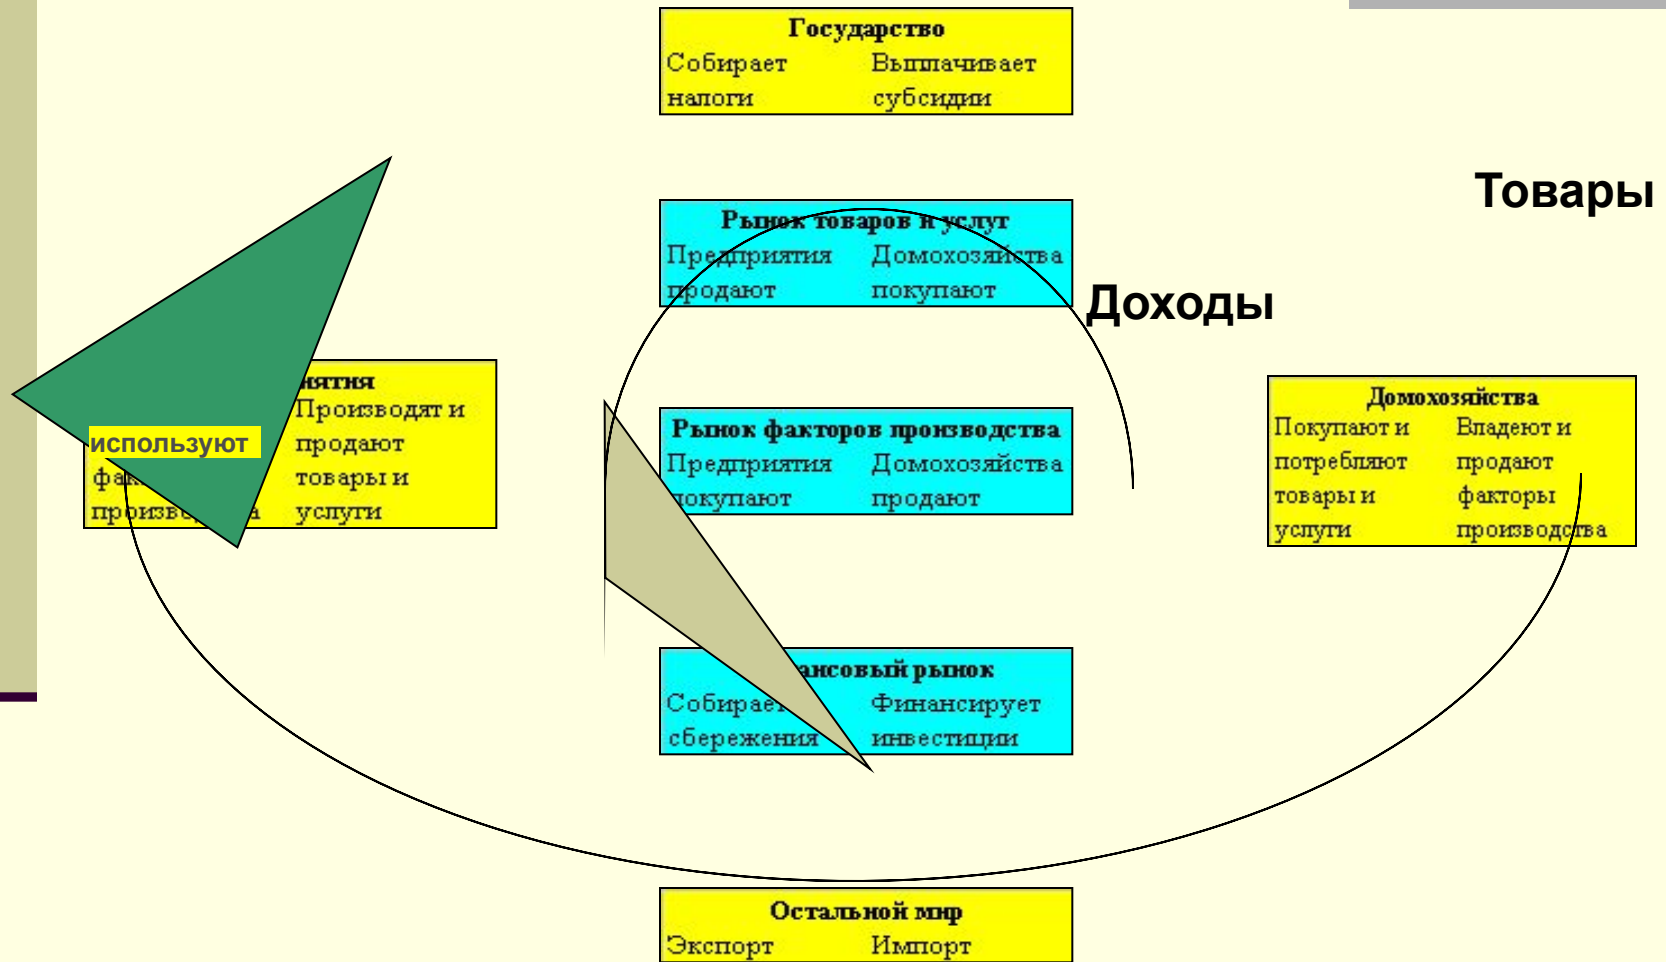 Государство
Собирает Выплачивает
налоги субсидии
Товары
Рынок товаров и услуг
Предприятия Домохозяйства
продают покупают
Доходы
Производят и
используют продают
товары и
услуги
Рынок факторов производства
Предприятия Домохозяйства
покупают продают
Домохозяйства
Покупают и Владеют и
потребляют продают
товары и факторы
услуги производства
рынок
Собирает Финансирует
сбережения инвестиции
Остальной мир
Экспорт Импорт